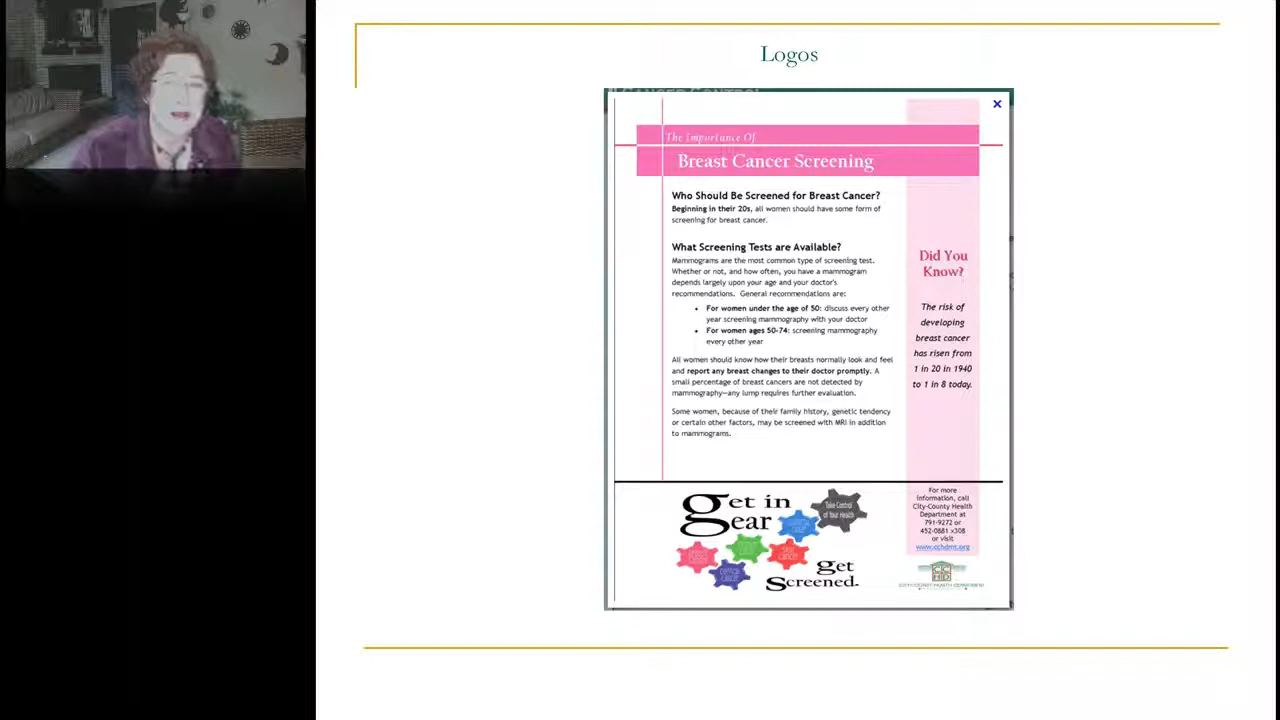 Logos
The Importance Of
Breast Cancer Screening
Who Should Be Screened for Breast Cancer?
Beginning in their 20s, all women should have some form of
screening for breast cancer.
What Screening Tests are Available?
Mammograms are the most common type of screening test.
Whether or not, and how often, you have a mammogram
depends largely upon your age and your doctor's
recommendations. General recommendations are:
• For women under the age of 50: discuss every other
year screening mammography with your doctor
• For women ages 50-74: screening mammography
every other year
All women should know how their breasts normally look and feel
and report any breast changes to their doctor promptly. A
small percentage of breast cancers are not detected by
mammography—any lump requires further evaluation.
Some women, because of their family history, genetic tendency
or certain other factors, may be screened with MRI in addition
to mammograms.
Did You
Know?
The risk of
developing
breast cancer
has risen from
1 in 20 in 1940
to 1 in 8 today.
For more
information, call
City-County Health
Department at
791-9272 or
452-0881 x308
or visit
www.cchdmt.org
get in
gear
Take Control
of Your Health
get
Screened.
CITY-COUNTY HEALTH DEPARTMENT